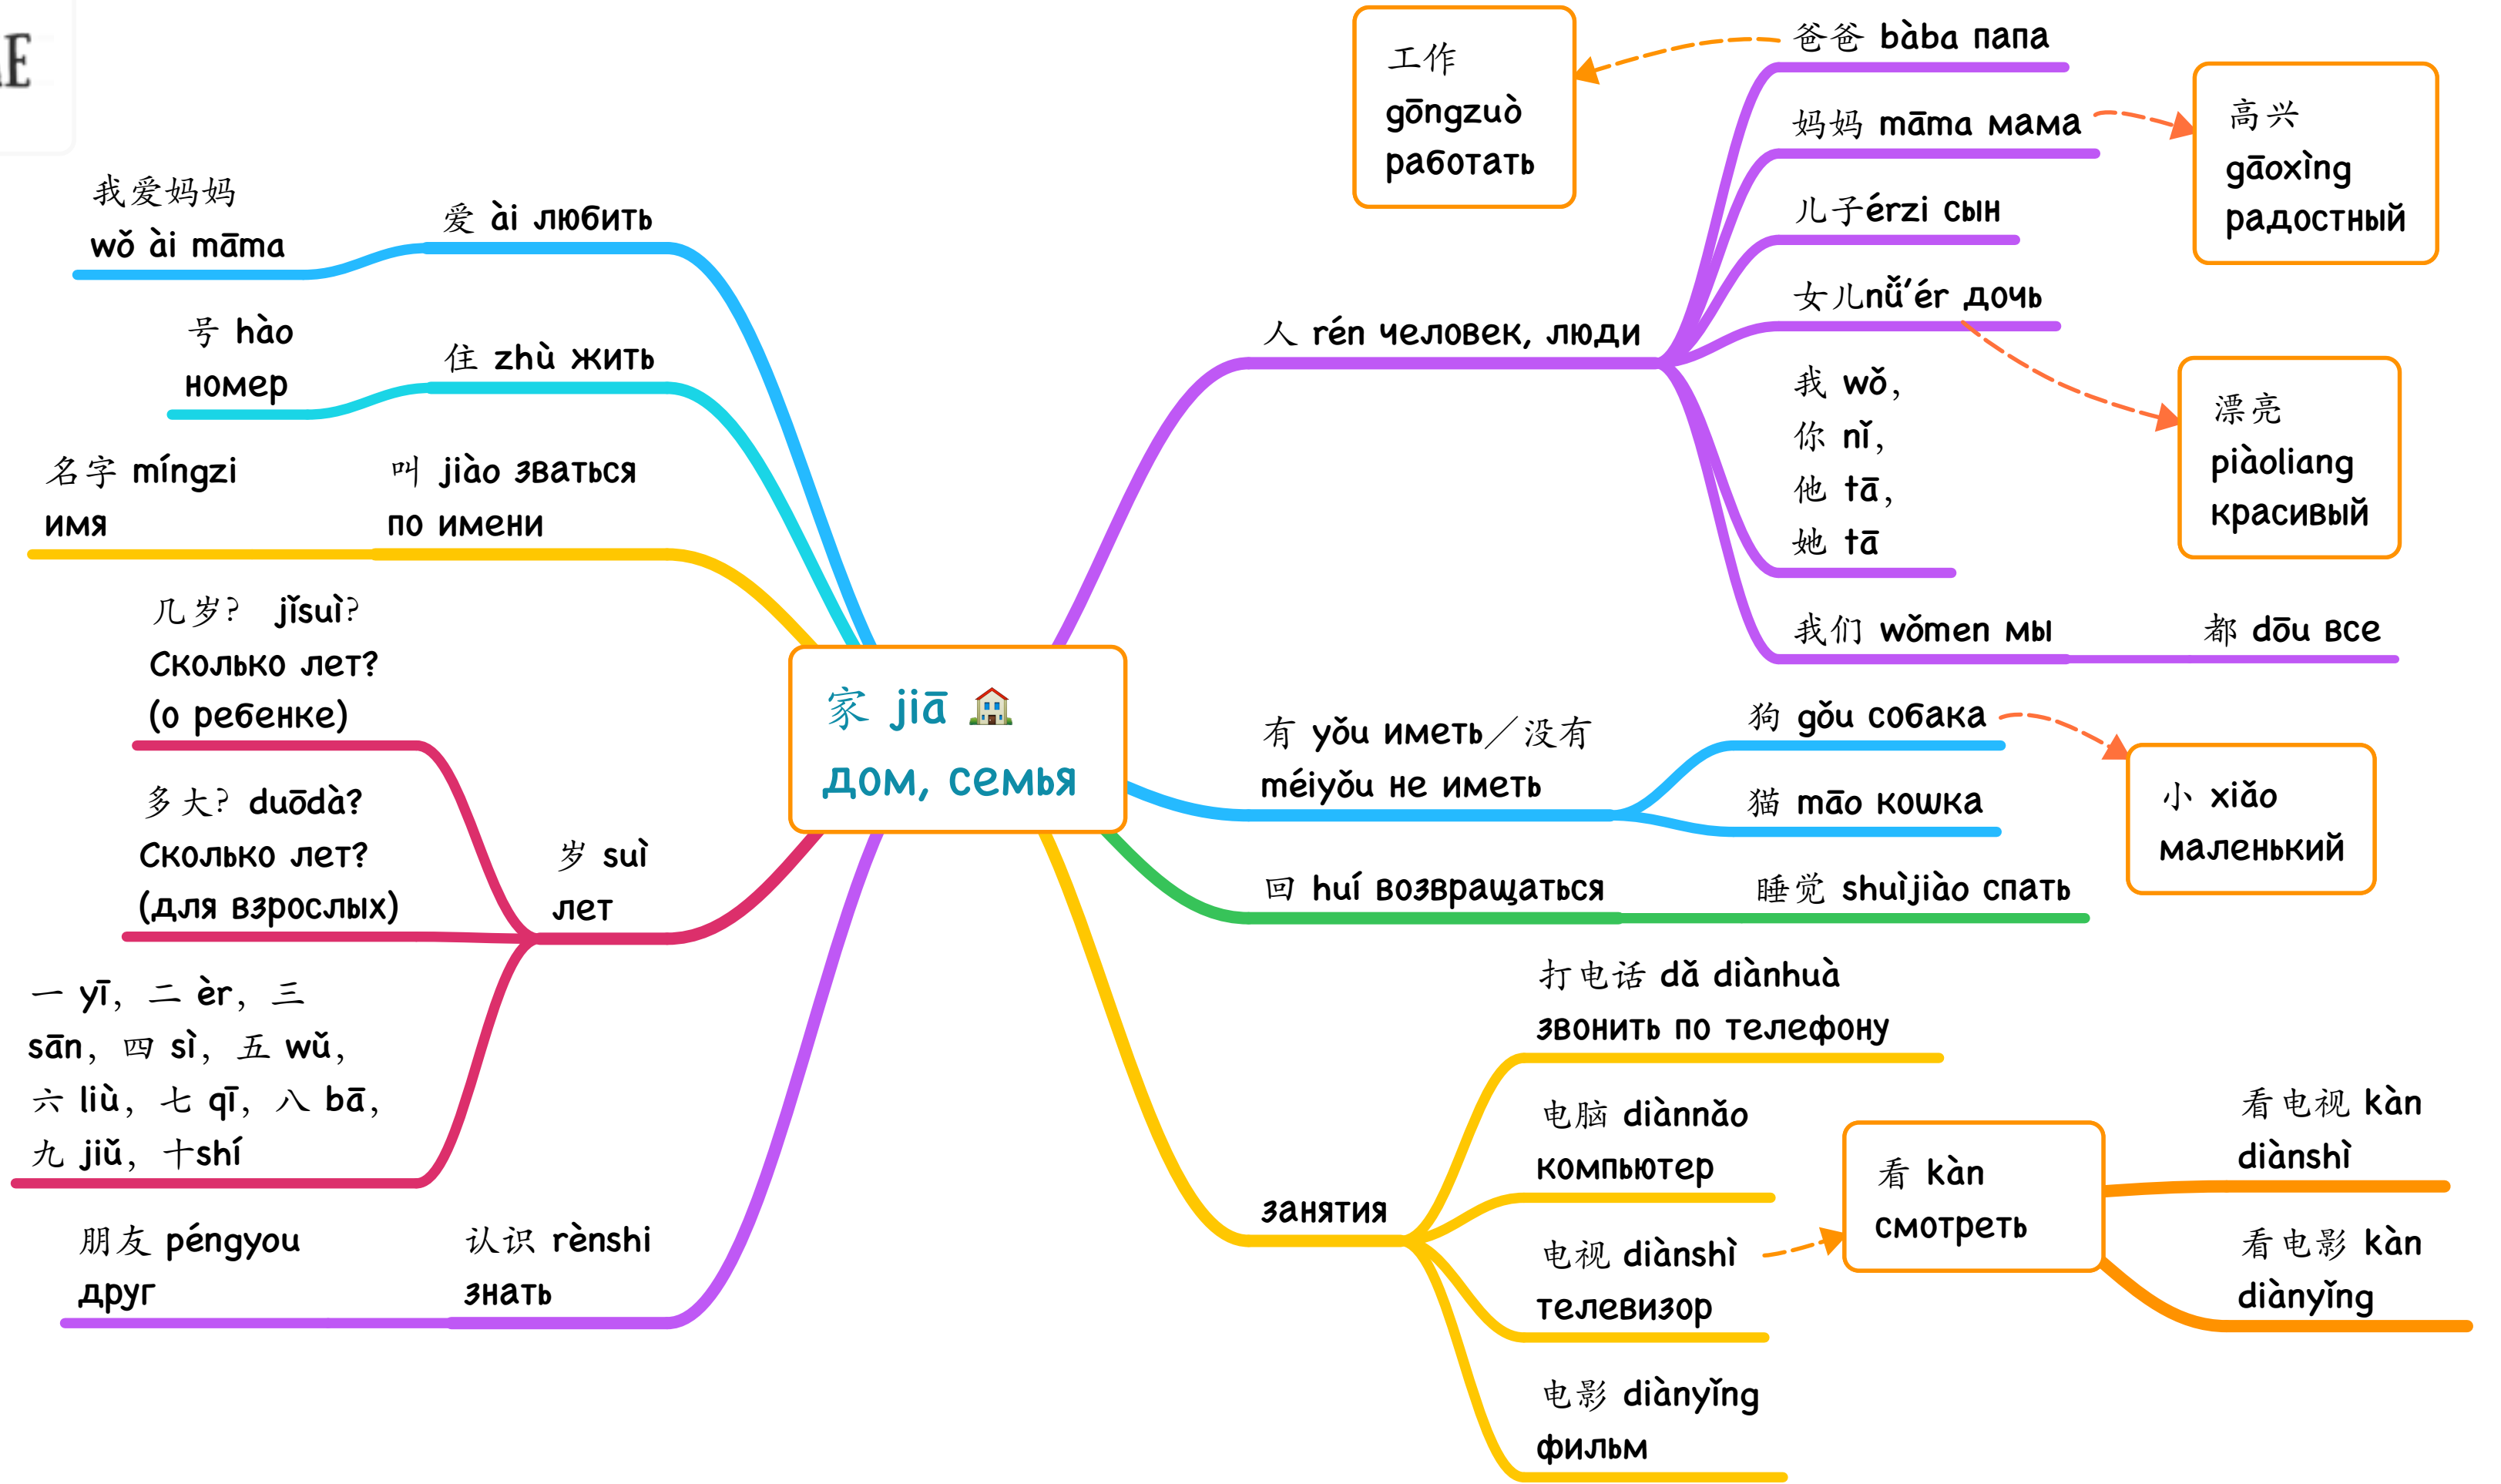 我爱妈妈
wǒ ài māma
爱 ài любить
号 hào
номер
住 zhù жить
名字 míngzi
имя
叫 jiào зваться
по имени
几岁？ jǐsuì？
Сколько лет?
(о ребенке)
多大？duōdà?
Сколько лет?
(для взрослых)
一 yī，二 èr，三
sān，四 sì，五 wǔ，
六 liù，七 qī，八 bā，
九 jiǔ，十shí
岁 suì
лет
朋友 péngyou
друг
认识 rènshi
знать
家 jiā 🏠
дом, семья
人 rén человек, люди
爸爸 bàba папа
工作
gōngzuò
работать
妈妈 māma мама
高兴
gāoxìng
радостный
儿子érzi сын
女儿nǚ’ér дочь
漂亮
piàoliang
красивый
我 wǒ，
你 nǐ，
他 tā，
她 tā
我们 wǒmen мы
都 dōu все
有 yǒu иметь／没有
méiyǒu не иметь
狗 gǒu собака
小 xiǎo
маленький
猫 māo кошка
回 huí возвращаться
睡觉 shuìjiào спать
занятия
打电话 dǎ diànhuà
звонить по телефону
电脑 diànnǎo
компьютер
电视 diànshì
телевизор
看 kàn
смотреть
看电视 kàn
diànshì
看电影 kàn
diànyǐng
电影 diànyǐng
фильм